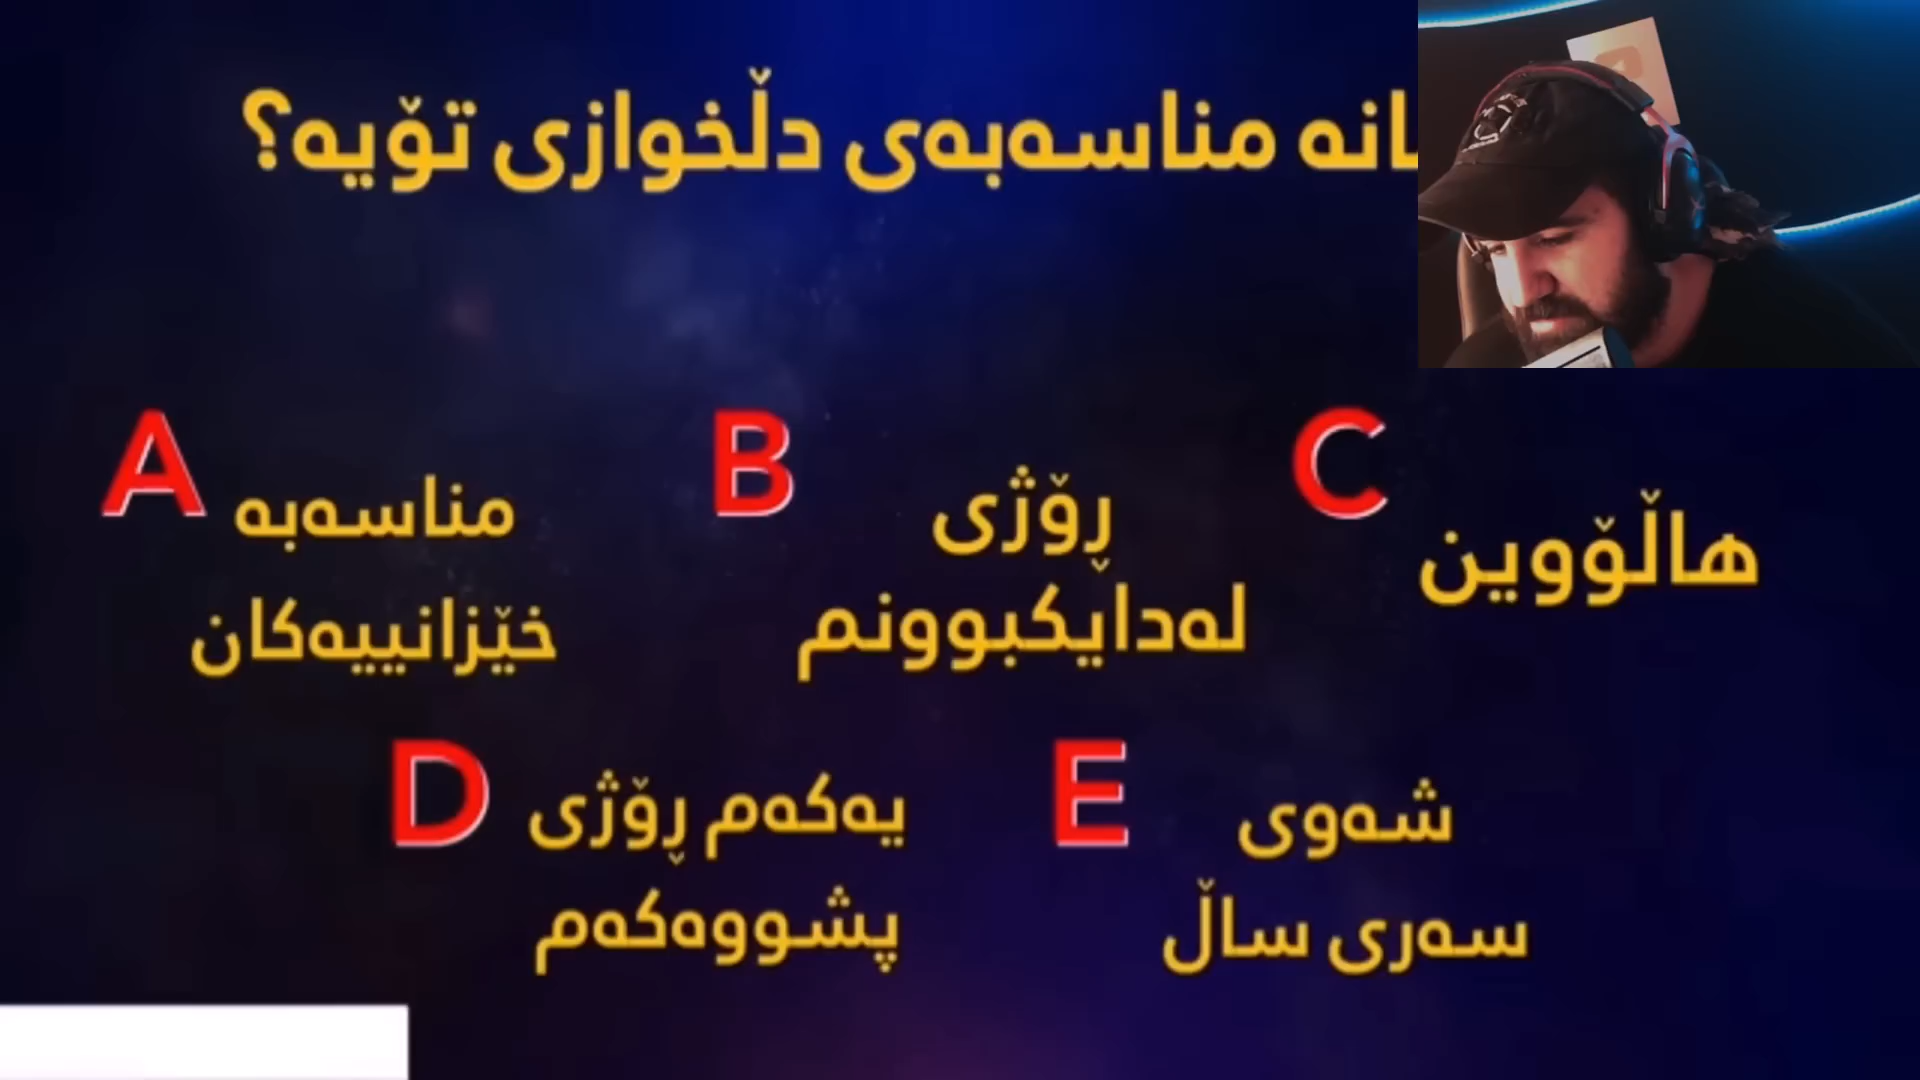 مناسەبەی دڵخوازی تۆیە؟
A
مناسەبە
خێزانییەکان
B
ڕۆژی
لەدایکبوونم
C
هاڵۆوین
D
یەکەم ڕۆژی
پشووەکەم
E
شەوی
سەری ساڵ